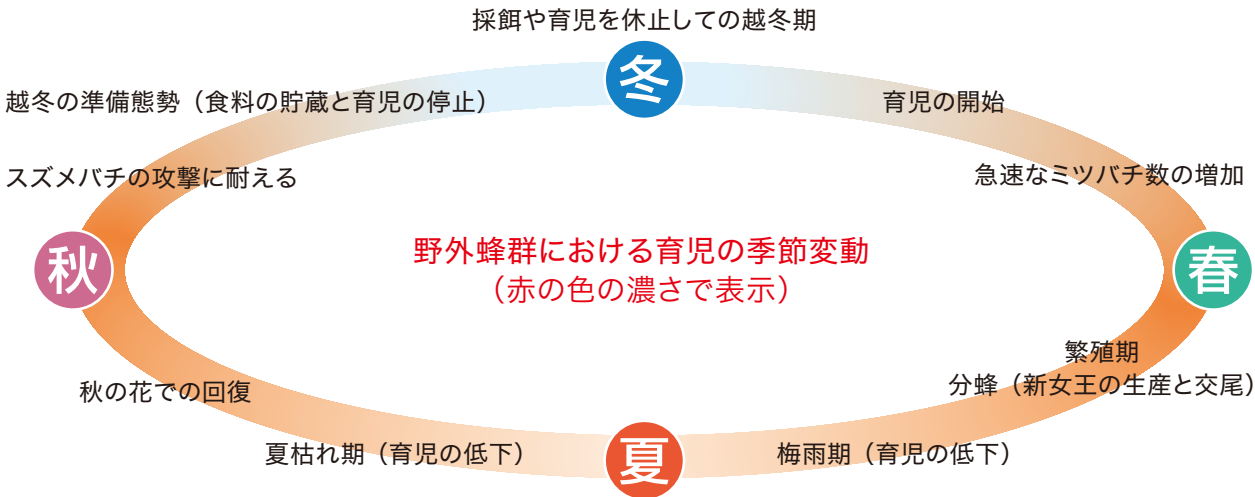 採餌や育児を休止しての越冬期
冬
越冬の準備態勢（食料の貯蔵と育児の停止）
育児の開始
スズメバチの攻撃に耐える
急速なミツバチ数の増加
秋
野外蜂群における育児の季節変動
（赤の色の濃さで表示）
春
繁殖期
分蜂（新女王の生産と交尾）
秋の花での回復
夏枯れ期（育児の低下）
夏
梅雨期（育児の低下）